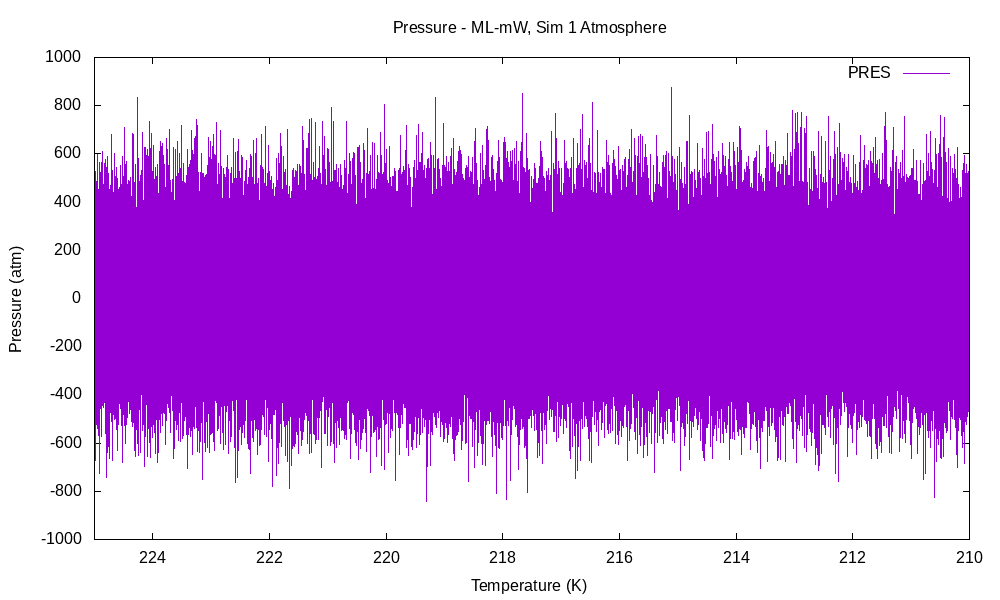 Pressure - ML-mW, Sim 1 Atmosphere
PRES
1000
800
600
400
200
0
-200
-400
-600
-800
-1000
Pressure (atm)
224 222 220 218 216 214 212 210
Temperature (K)